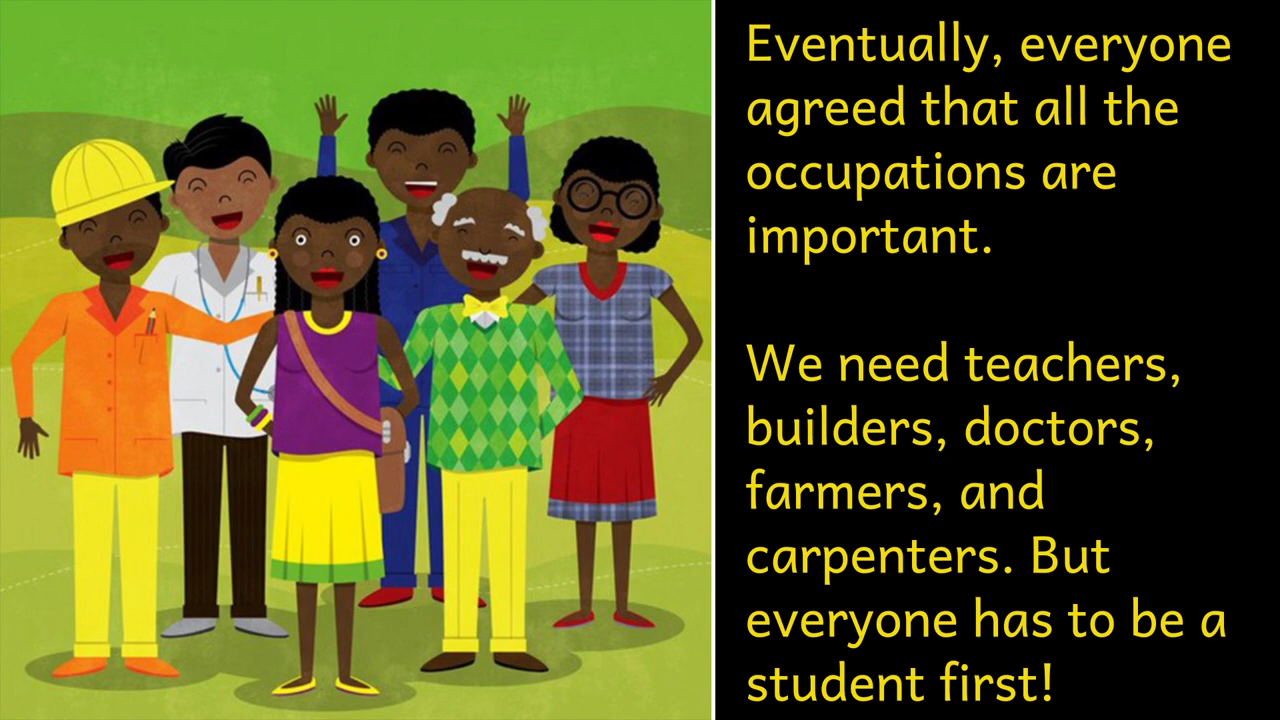 Eventually, everyone
agreed that all the
occupations are
important.
We need teachers,
builders, doctors,
farmers, and
carpenters. But
everyone has to be a
student first!